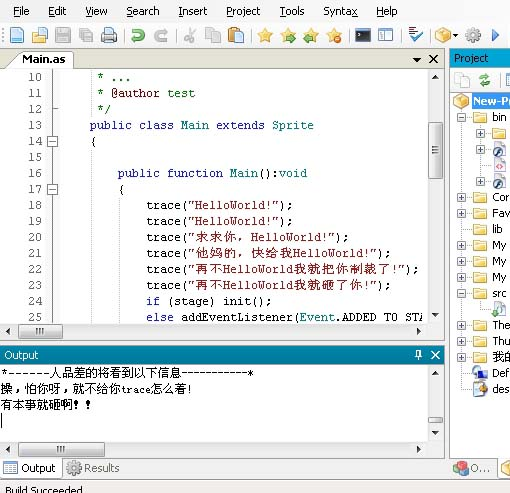 File Edit View Search Insert Project Tools Syntax Help
Main.as
Project
10 * ...
11 * @author test
12 */
13 public class Main extends Sprite
14 {
15
16 public function Main():void
17 {
18 trace("HelloWorld!");
19 trace("HelloWorld!");
20 trace("求求你，HelloWorld!");
21 trace("他妈的，快给我HelloWorld!");
22 trace("再不HelloWorld我就把你制裁了!");
23 trace("再不HelloWorld我就砸了你!");
24 if (stage) init();
25 else addEventListener(Event.ADDED_TO_STA
New-Pr
bin
Con
Fav
lib
My
My
My
src
The
Thu
我的
Def
des
Output
*------人品差的将看到以下信息-----------*
操，怕你呀，就不给你trace怎么着!
有本事就砸啊！！
Output Results
O...
Build Succeeded